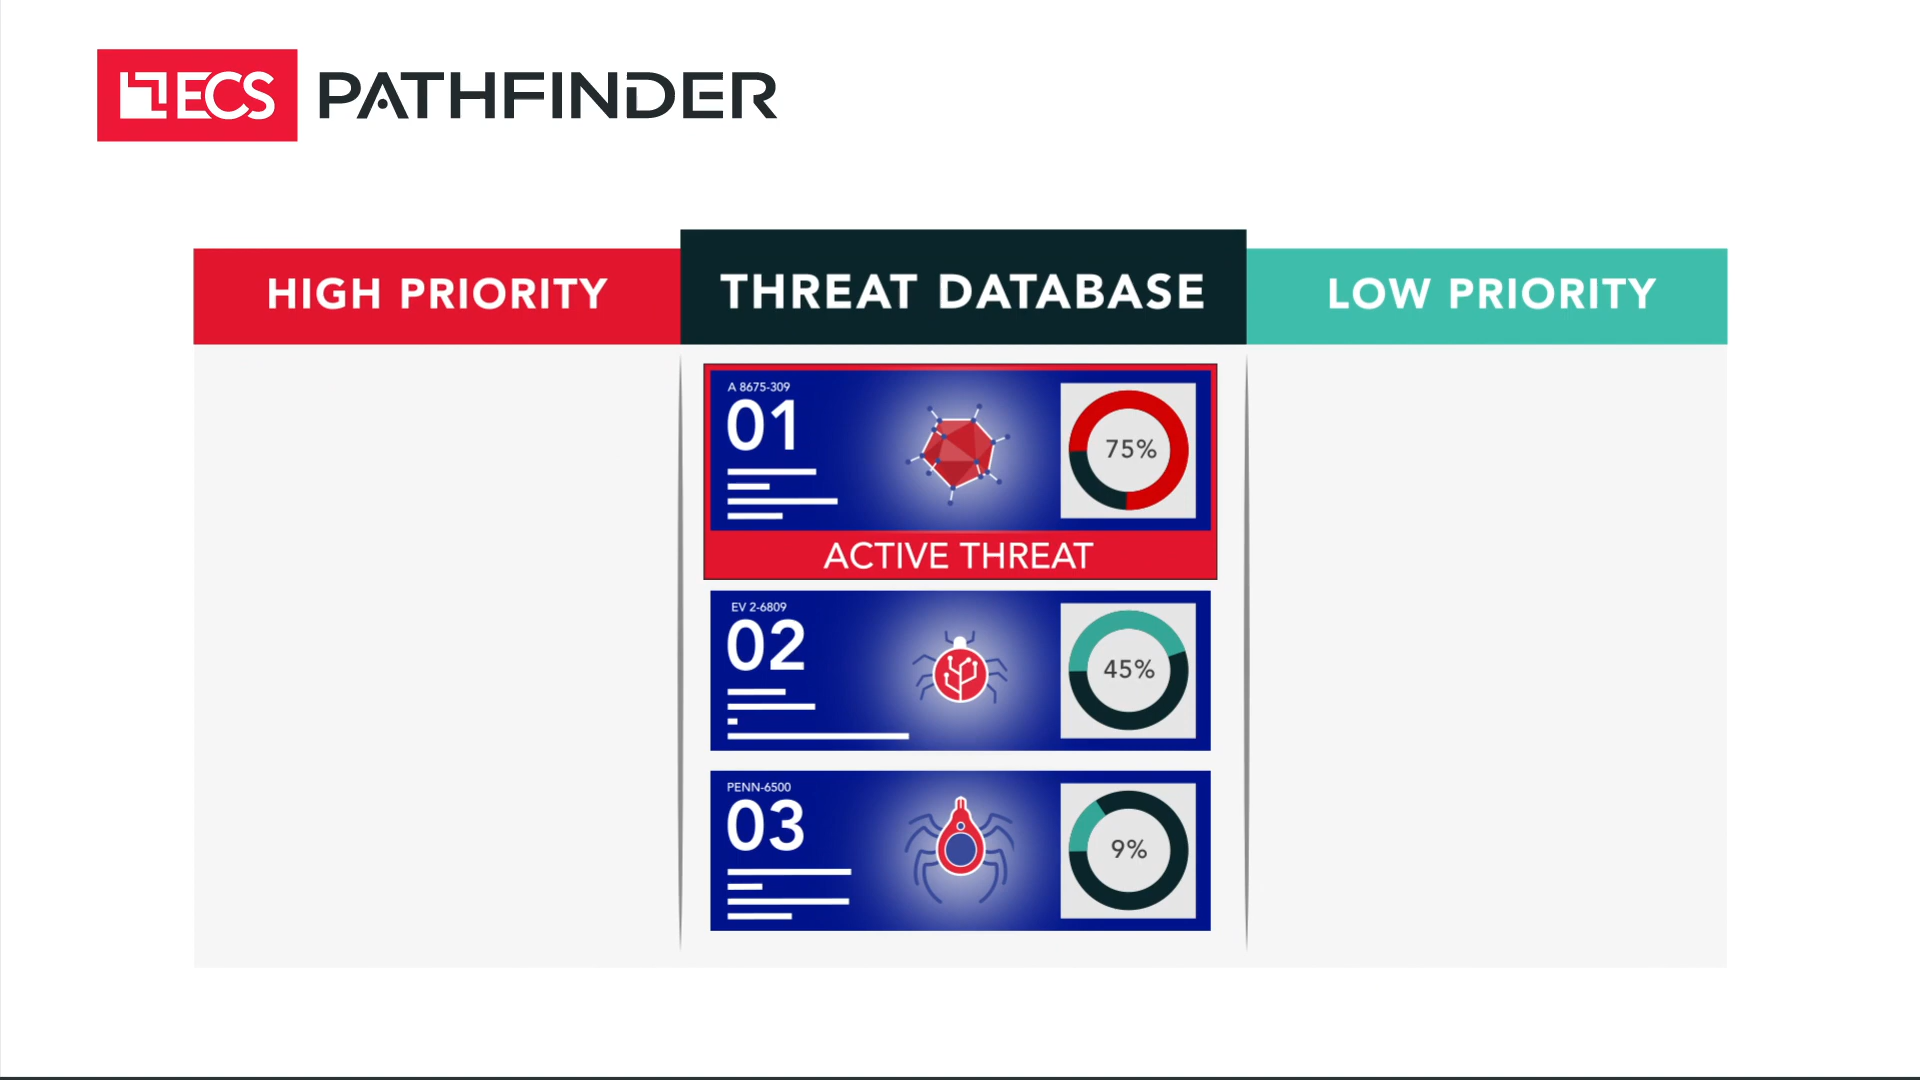 ECS PATHFINDER
HIGH PRIORITY
THREAT DATABASE
LOW PRIORITY
A 8675-309
01
75%
ACTIVE THREAT
EV 2-6809
02
45%
PENN-6500
03
9%